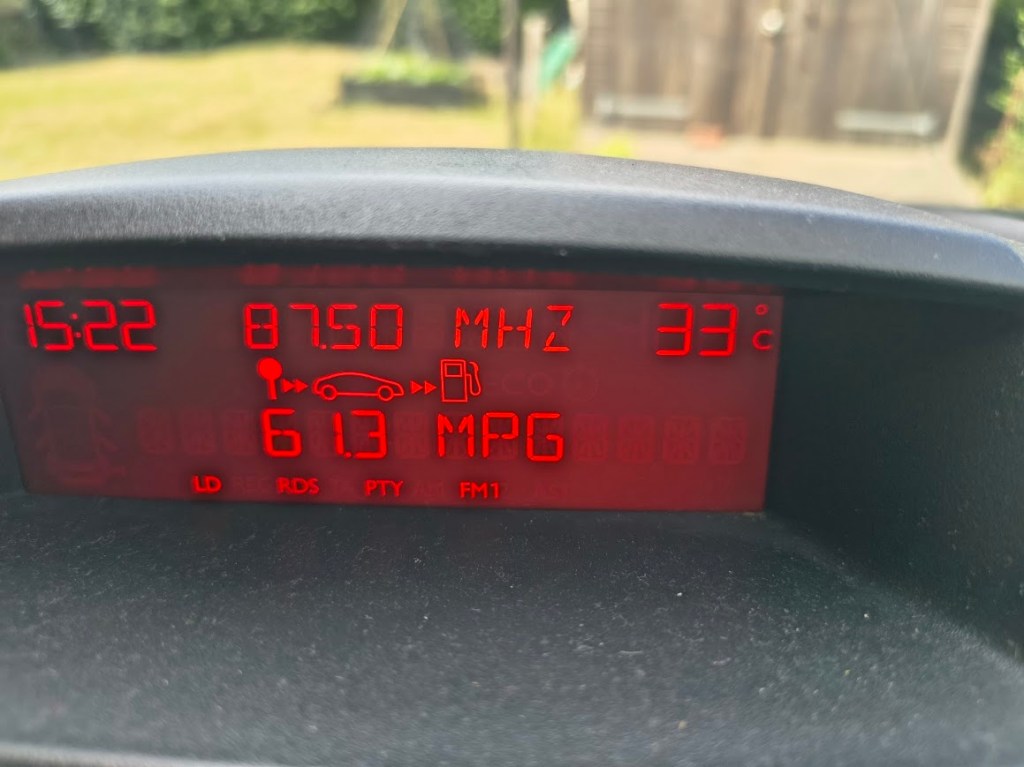 15:22 87.50 MHZ 33°C
61.3 MPG
LD RDS PTY FM1